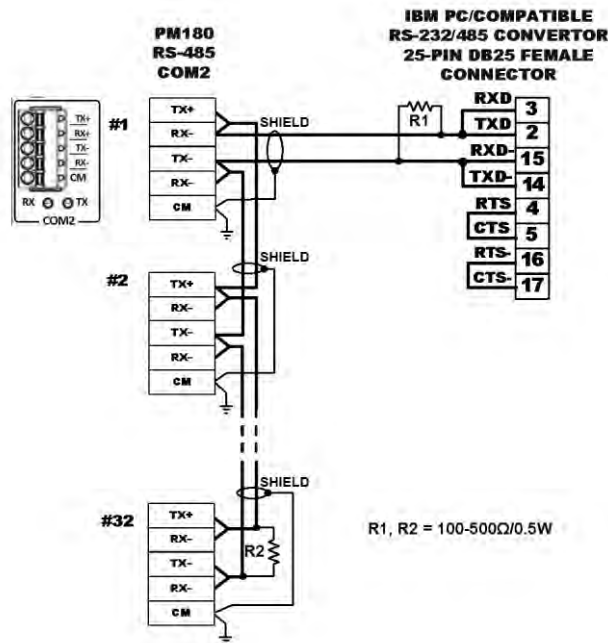 IBM PC/COMPATIBLE
RS-232/485 CONVERTOR
25-PIN DB25 FEMALE
CONNECTOR
PM180
RS-485
COM2
TX+
RX+
TX-
RX-
CM
RX TX
COM2
#1
TX+
RX-
TX-
RX-
CM
SHIELD
R1
RXD 3
TXD 2
RXD- 15
TXD- 14
RTS 4
CTS 5
RTS- 16
CTS- 17
SHIELD
#2
TX+
RX-
TX-
RX-
CM
SHIELD
#32
TX+
RX-
TX-
RX-
CM
R2
R1, R2 = 100-500Ω/0.5W